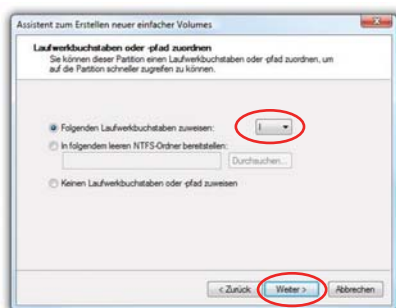 Assistent zum Erstellen neuer einfacher Volumes
Laufwerkbuchstaben oder -pfad zuordnen
Sie können dieser Partition einen Laufwerkbuchstaben oder -pfad zuordnen, um
auf die Partition schneller zugreifen zu können.
Folgenden Laufwerkbuchstaben zuweisen: I
In folgendem leeren NTFS-Ordner bereitstellen:
Durchsuchen...
Keinen Laufwerkbuchstaben oder -pfad zuweisen
< Zurück Weiter > Abbrechen